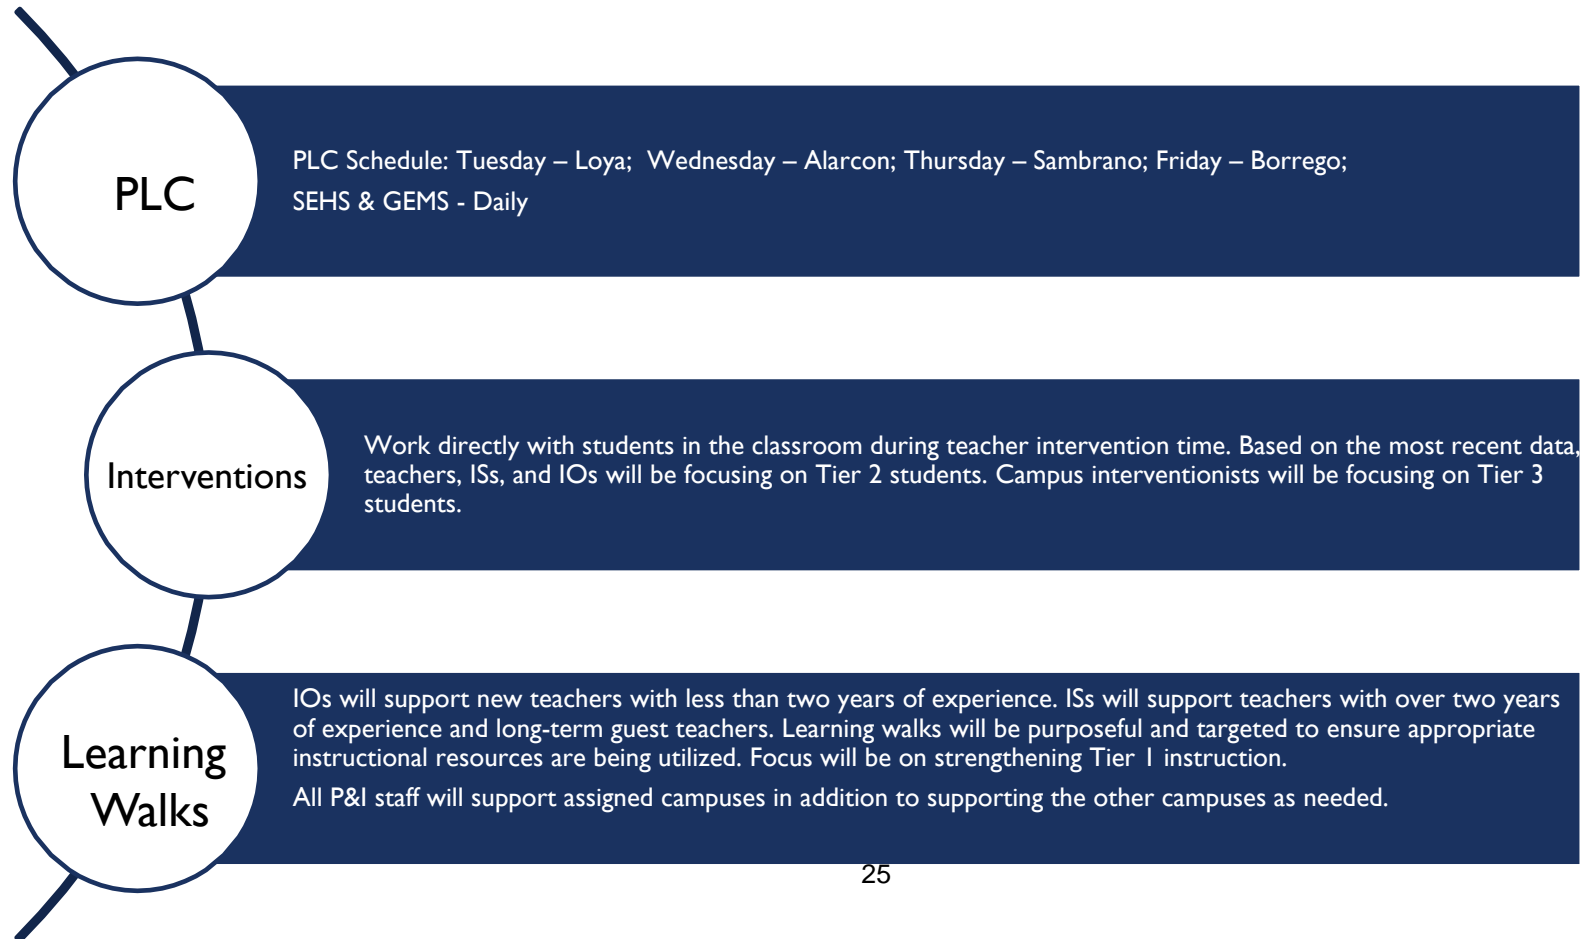 PLC
PLC Schedule: Tuesday – Loya;  Wednesday – Alarcon; Thursday – Sambrano; Friday – Borrego;
SEHS & GEMS - Daily
Interventions
Work directly with students in the classroom during teacher intervention time. Based on the most recent data,
teachers, ISs, and IOs will be focusing on Tier 2 students. Campus interventionists will be focusing on Tier 3
students.
Learning
Walks
IOs will support new teachers with less than two years of experience. ISs will support teachers with over two years
of experience and long-term guest teachers. Learning walks will be purposeful and targeted to ensure appropriate
instructional resources are being utilized. Focus will be on strengthening Tier 1 instruction.
All P&I staff will support assigned campuses in addition to supporting the other campuses as needed.
25